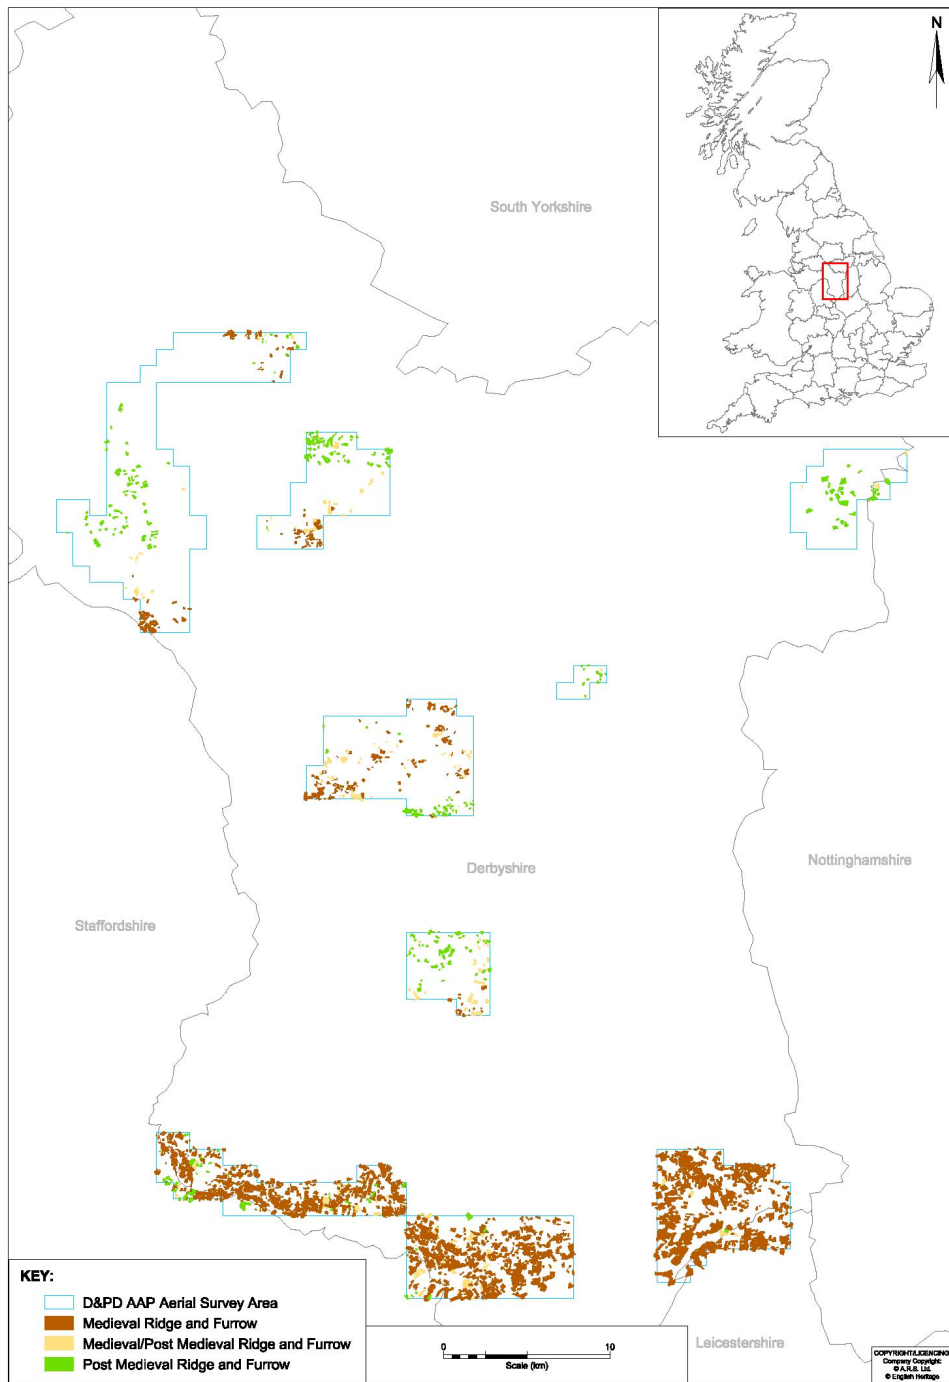 N
South Yorkshire
Nottinghamshire
Derbyshire
Staffordshire
KEY:
D&PD AAP Aerial Survey Area
Medieval Ridge and Furrow
Medieval/Post Medieval Ridge and Furrow
Post Medieval Ridge and Furrow
0 10
Scale (km)
Leicestershire
COPYRIGHT/LICENCING
Company Copyright:
© A.R.S. Ltd.
© English Heritage